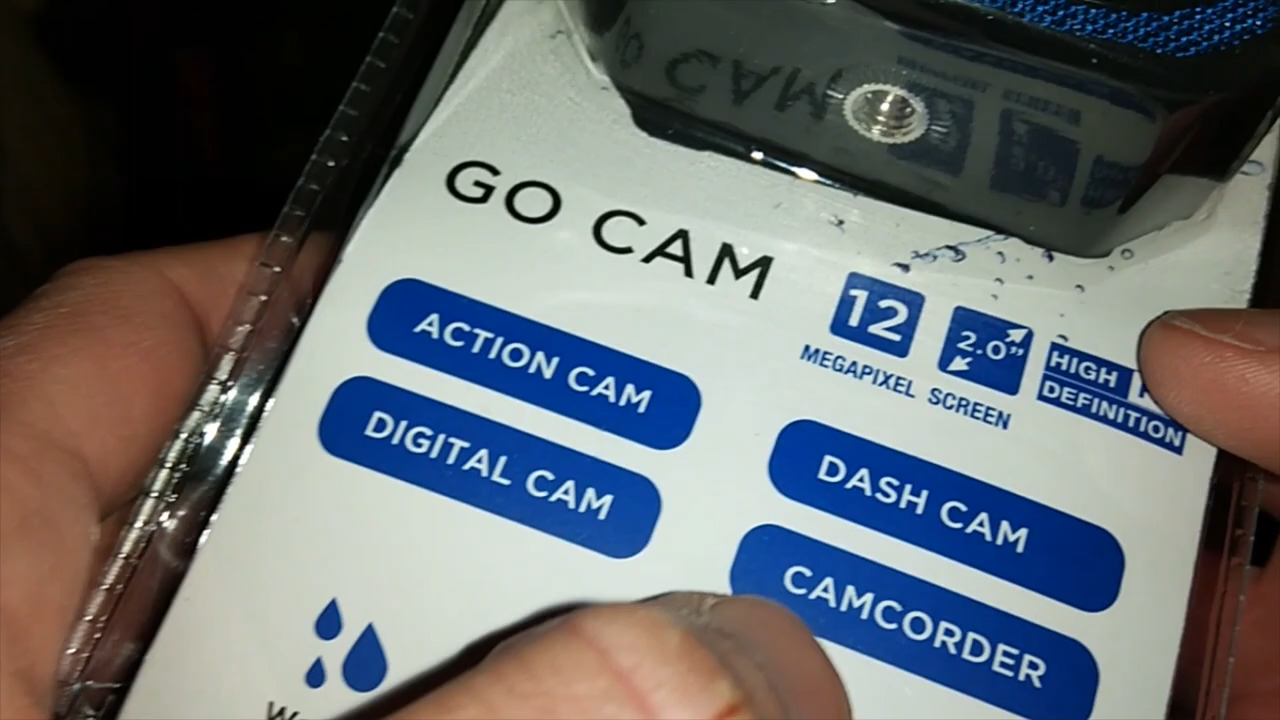 GO CAM
12
MEGAPIXEL
2.0”
SCREEN
HIGH
DEFINITION
ACTION CAM
DIGITAL CAM
DASH CAM
CAMCORDER